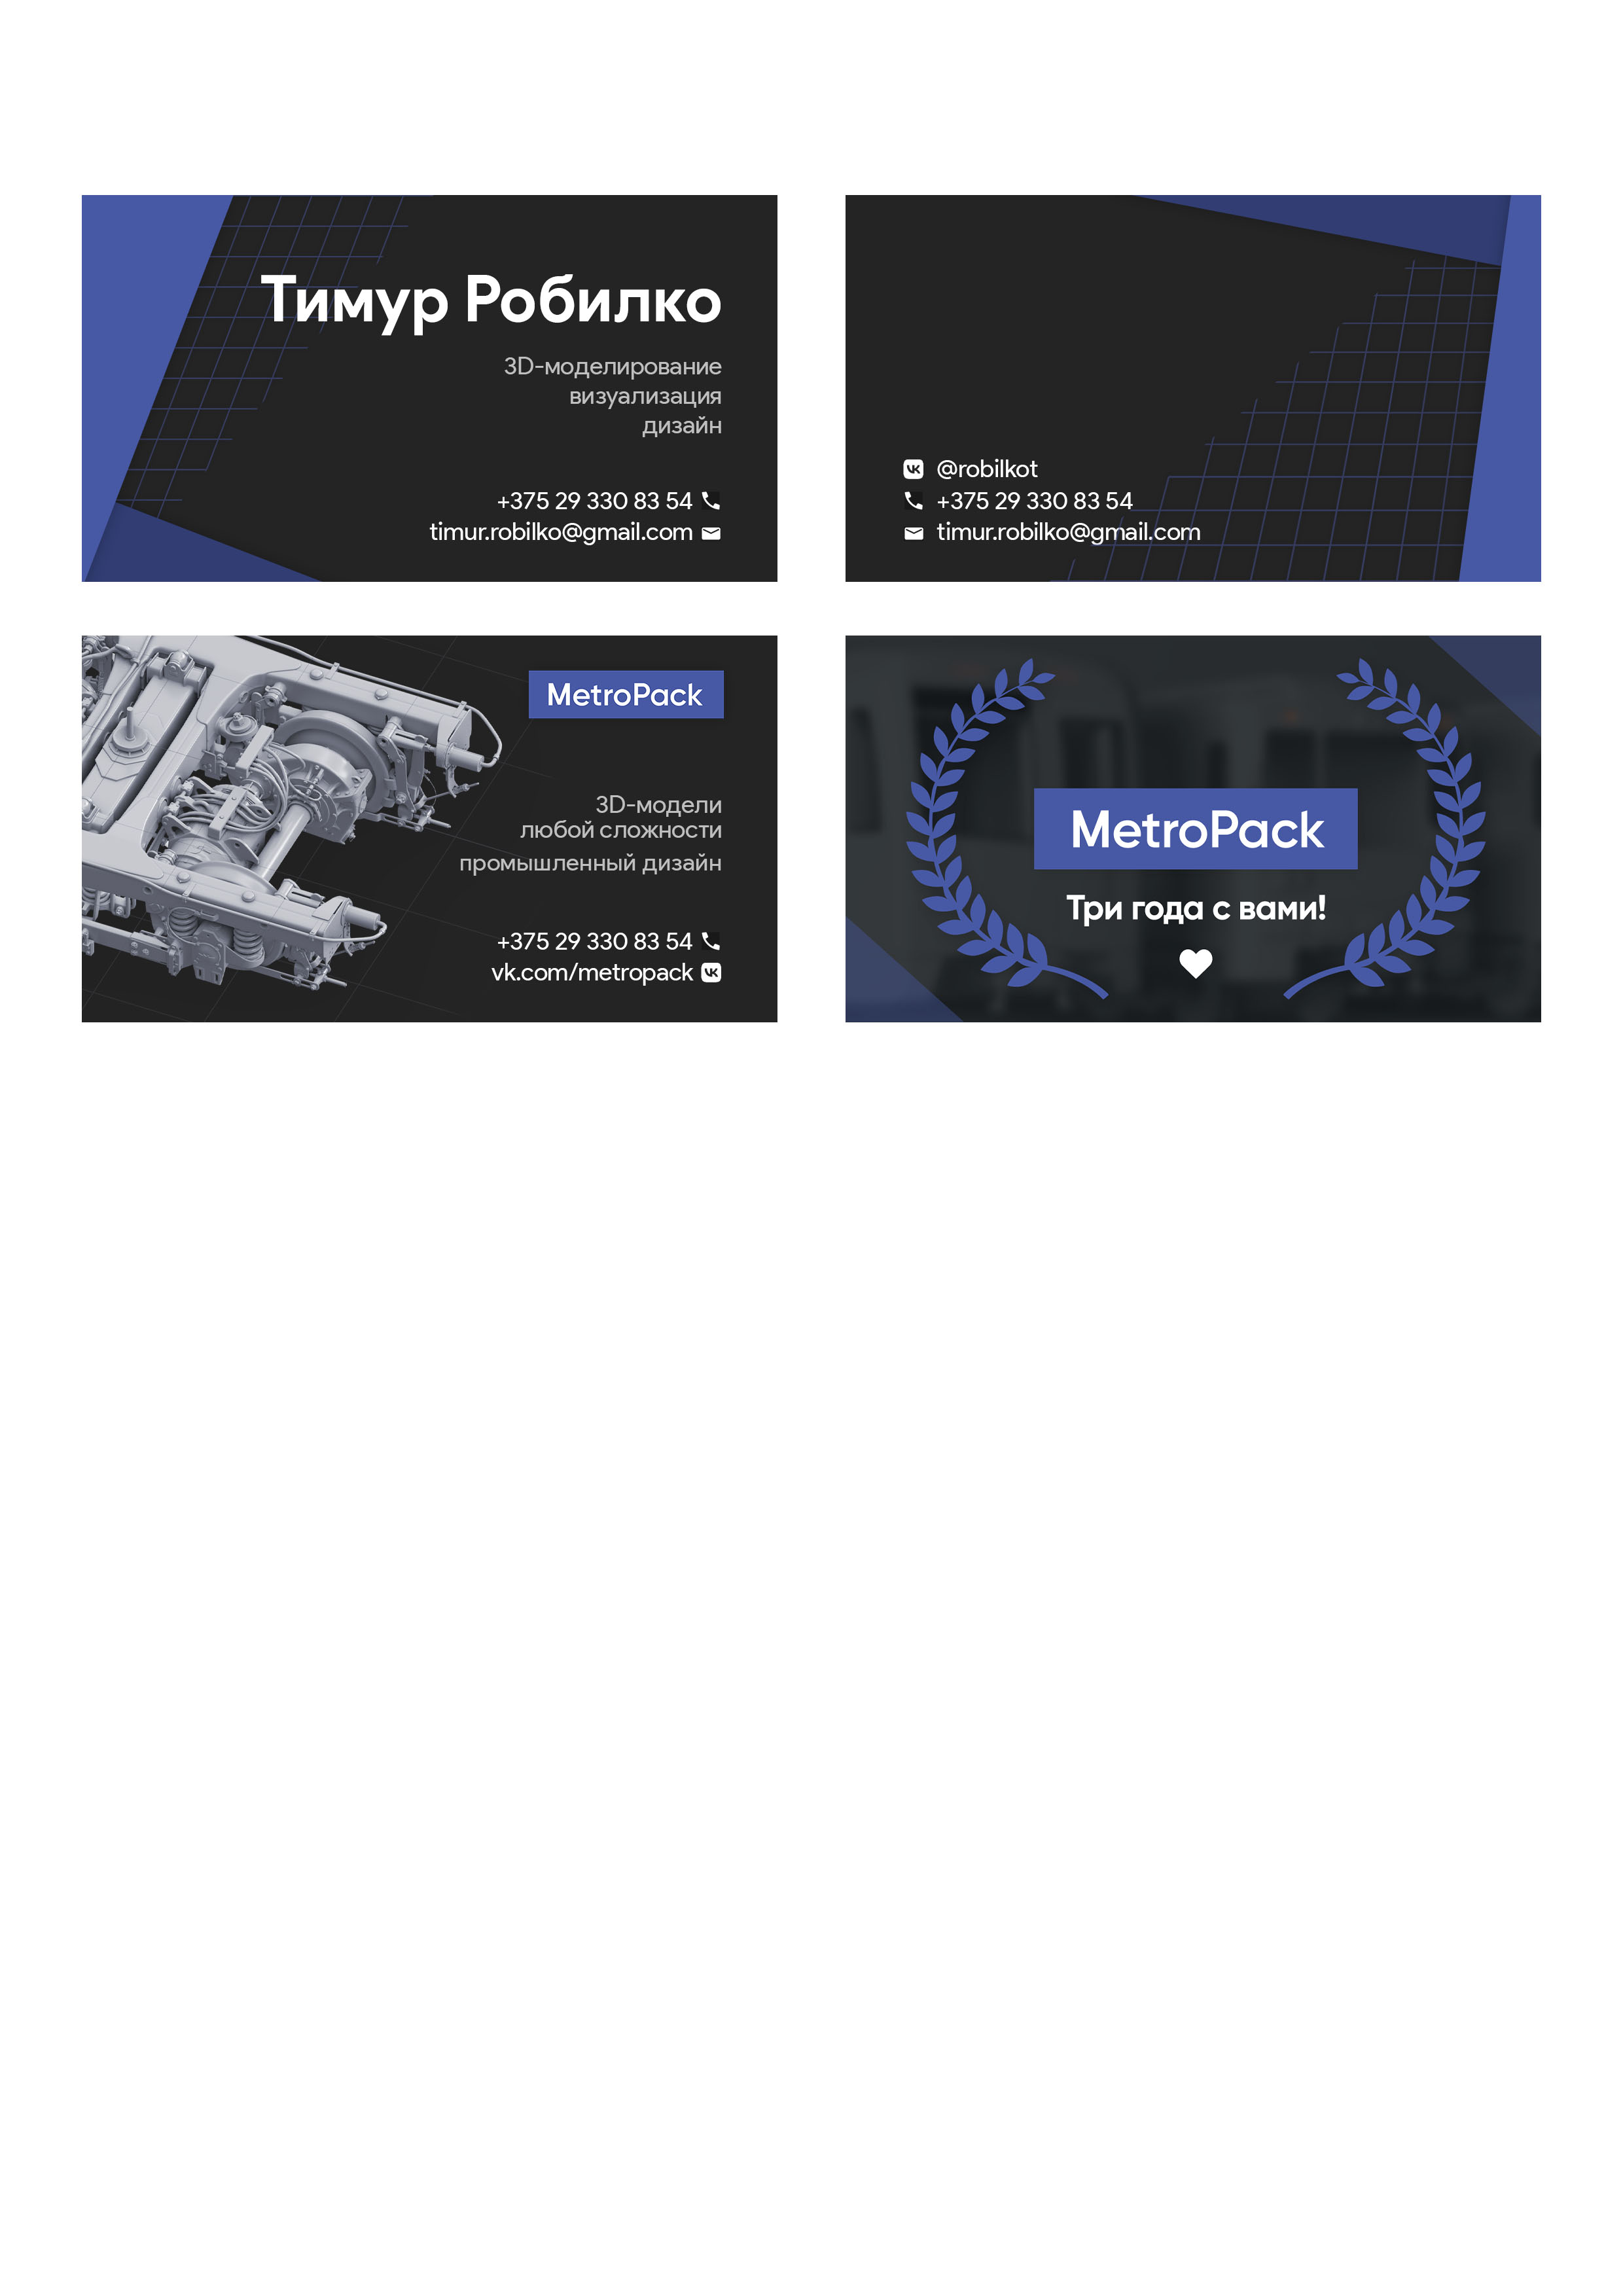 Тимур Робилко
3D-моделирование
визуализация
дизайн
+375 29 330 83 54
timur.robilko@gmail.com
@robilkot
+375 29 330 83 54
timur.robilko@gmail.com
MetroPack
3D-модели
любой сложности
промышленный дизайн
+375 29 330 83 54
vk.com/metropack
MetroPack
Три года с вами!